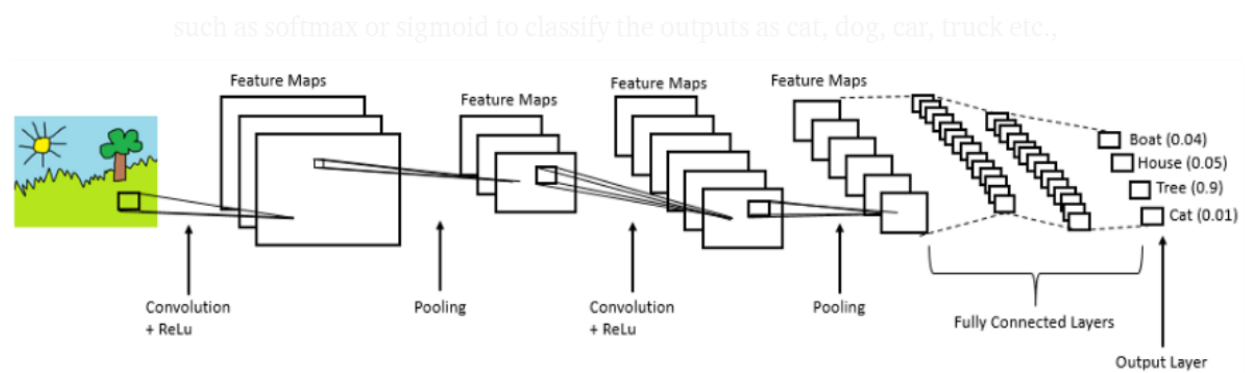 such as softmax or sigmoid to classify the outputs as cat, dog, car, truck etc.,
Feature Maps
Feature Maps
Feature Maps
Feature Maps
Boat (0.04)
House (0.05)
Tree (0.9)
Cat (0.01)
Convolution
+ ReLu
Pooling
Convolution
+ ReLu
Pooling
Fully Connected Layers
Output Layer